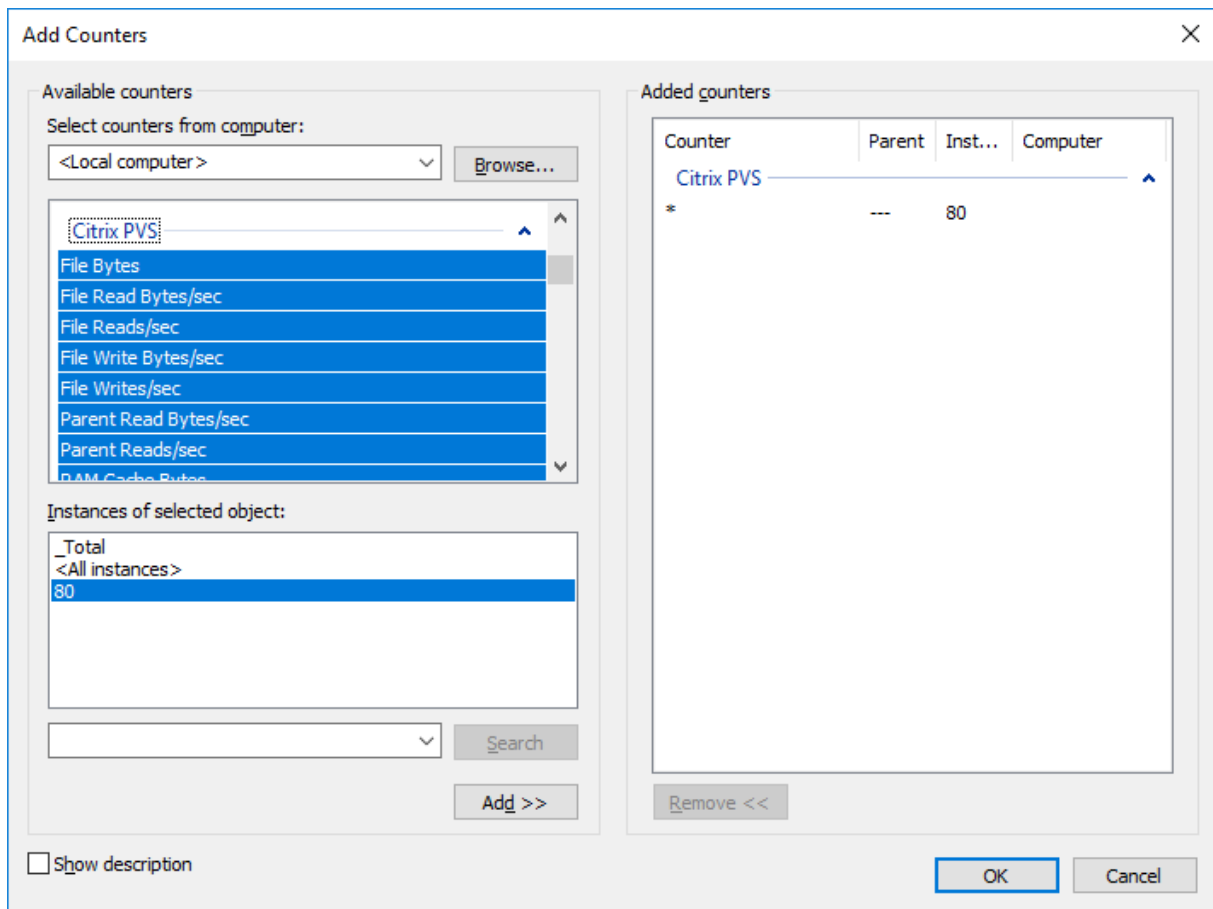 Add Counters
Available counters
Select counters from computer:
<Local computer>
Browse...
Citrix PVS
File Bytes
File Read Bytes/sec
File Reads/sec
File Write Bytes/sec
File Writes/sec
Parent Read Bytes/sec
Parent Reads/sec
RAM Cache Bytes
Instances of selected object:
_Total
<All instances>
80
Search
Add >>
Show description
Added counters
Counter Parent Inst... Computer
Citrix PVS
* --- 80
Remove <<
OK Cancel